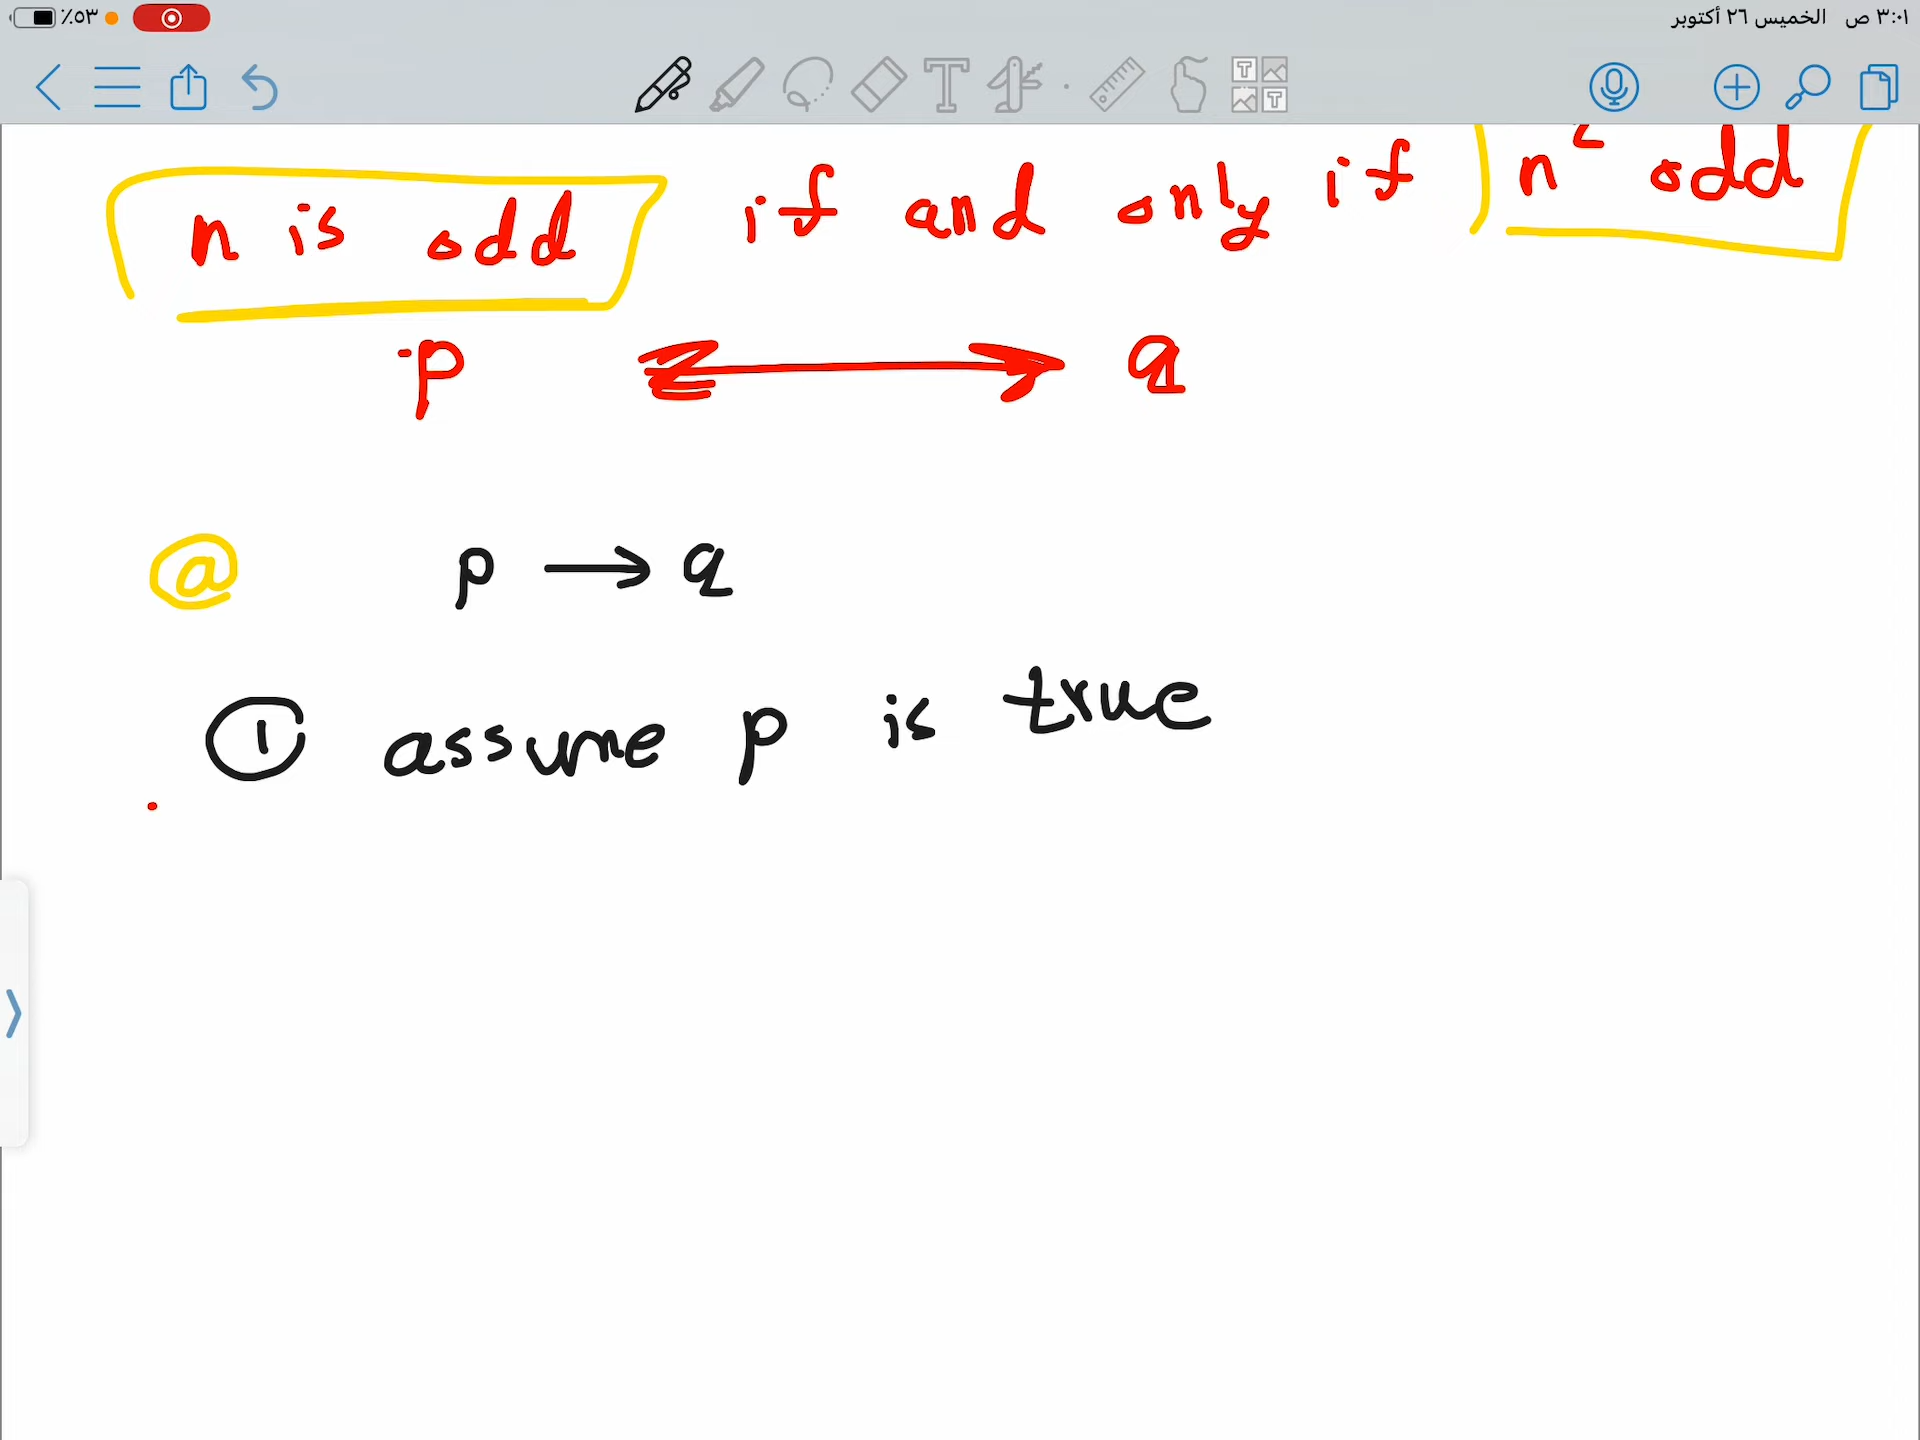 ٪٥٣ ٣:٠١ ص الخميس ٢٦ أكتوبر
n is odd if and only if n² odd
p ⟷ q
ⓐ p → q
① assume p is true